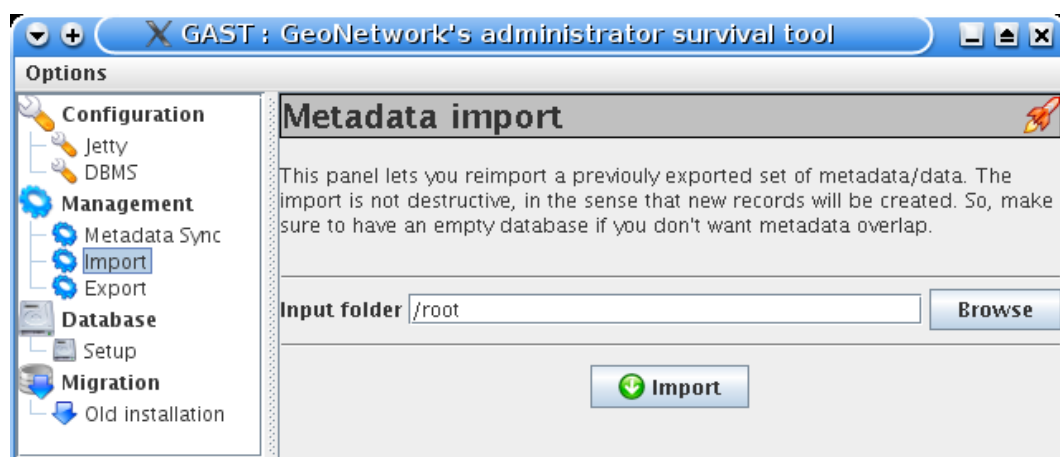 GAST : GeoNetwork's administrator survival tool
Options
Configuration
Jetty
DBMS
Management
Metadata Sync
Import
Export
Database
Setup
Migration
Old installation
Metadata import
This panel lets you reimport a previouly exported set of metadata/data. The
import is not destructive, in the sense that new records will be created. So, make
sure to have an empty database if you don't want metadata overlap.
Input folder /root Browse
Import